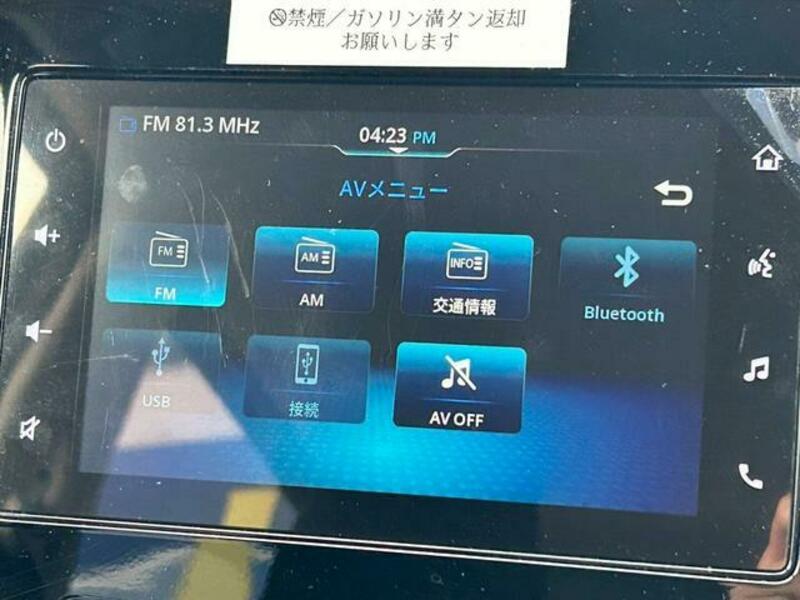 禁煙／ガソリン満タン返却
お願いします
FM 81.3 MHz
04:23 PM
AVメニュー
FM
FM
AM
AM
INFO
交通情報
Bluetooth
USB
接続
AV OFF